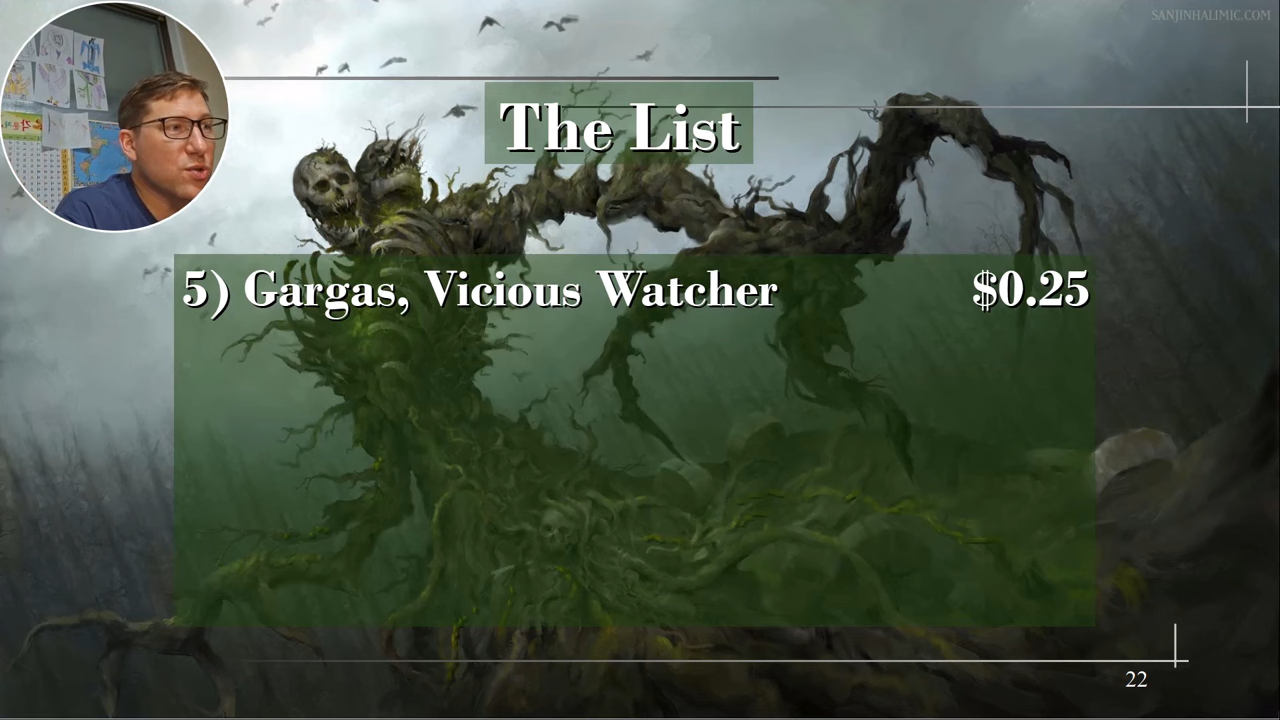 SANJINHALIMIC.COM
The List
5) Gargas, Vicious Watcher $0.25
22